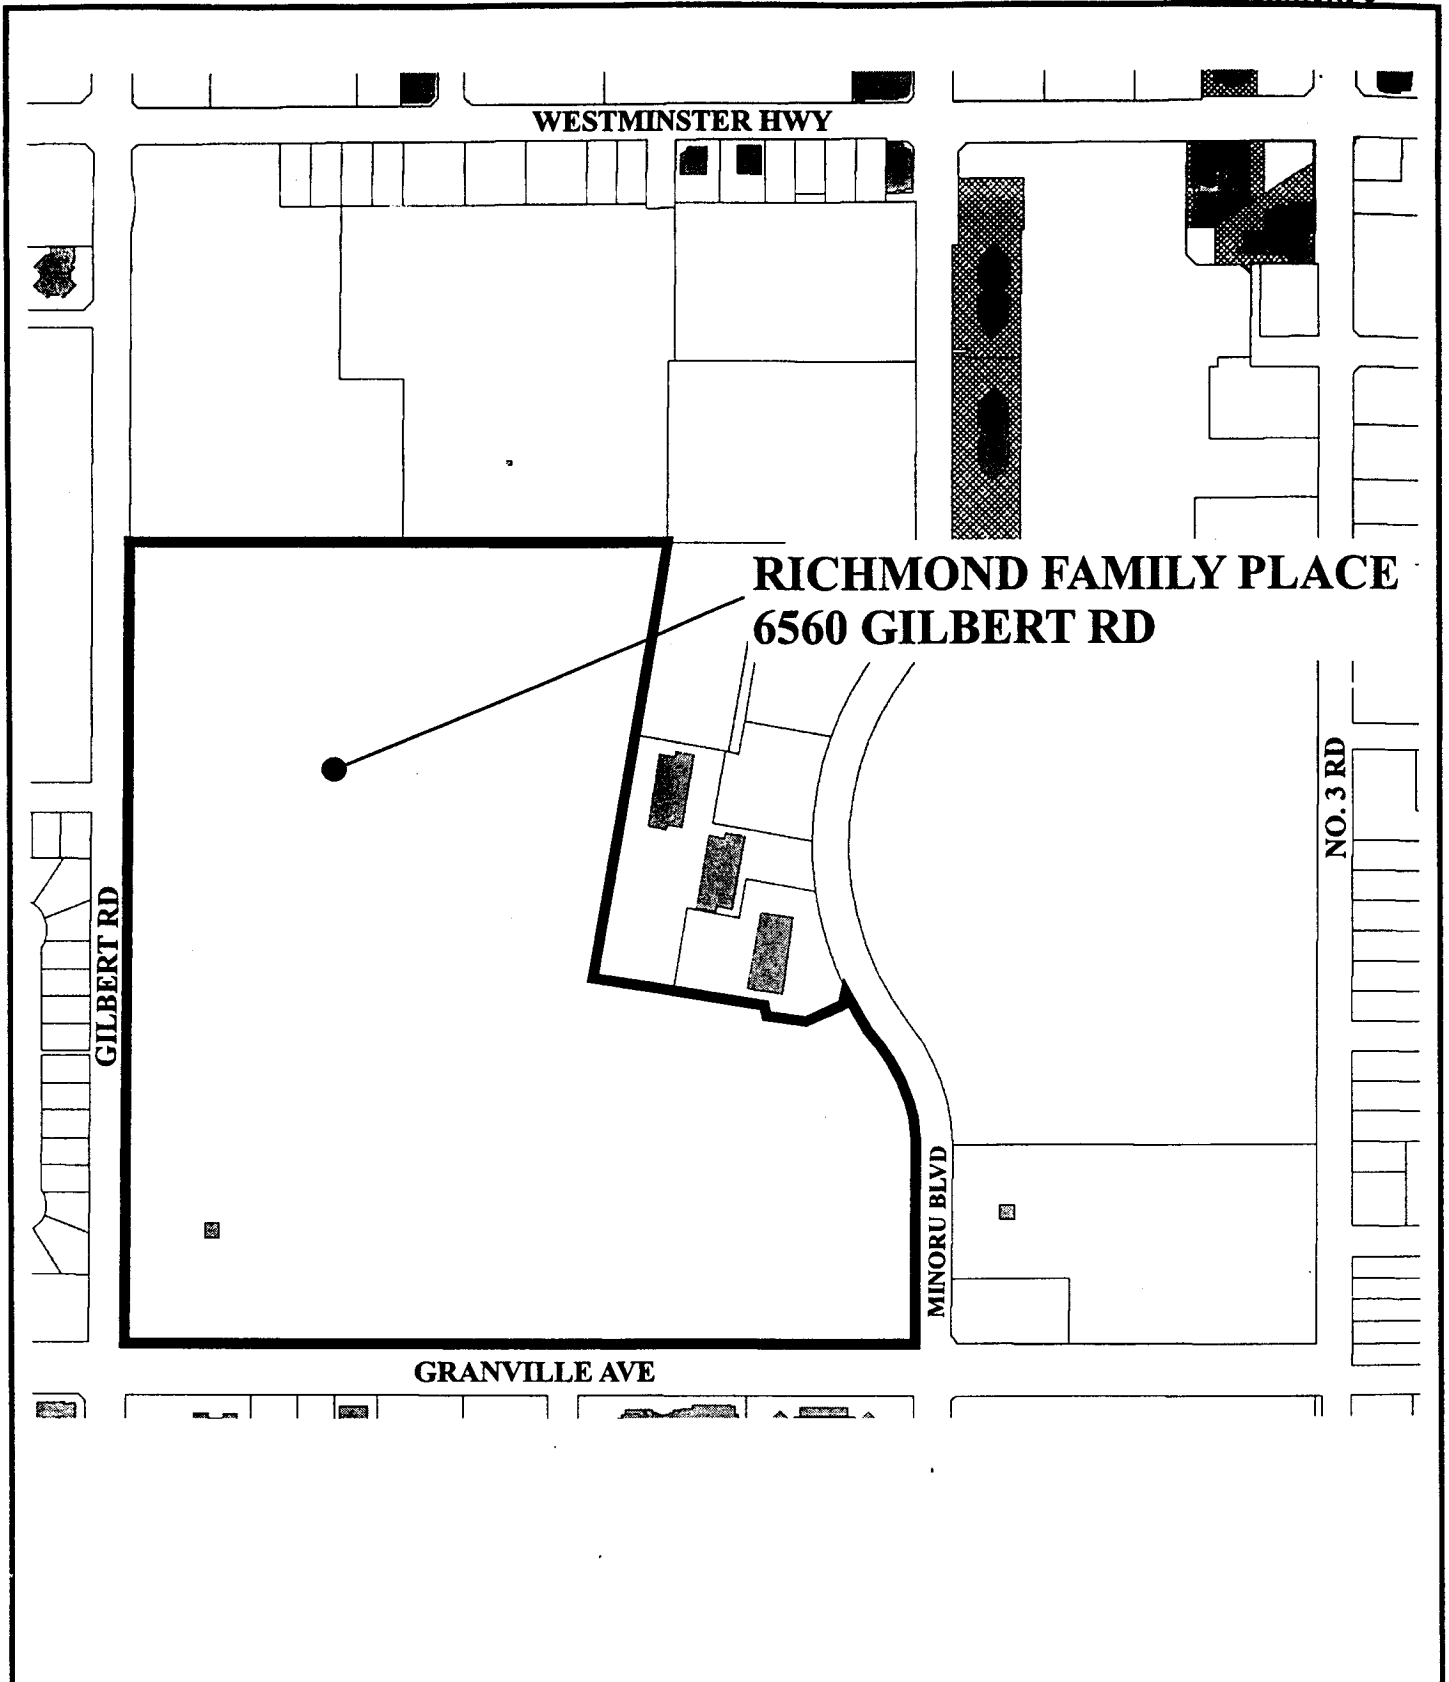 WESTMINSTER HWY
RICHMOND FAMILY PLACE
6560 GILBERT RD
NO. 3 RD
GILBERT RD
MINORU BLVD
GRANVILLE AVE